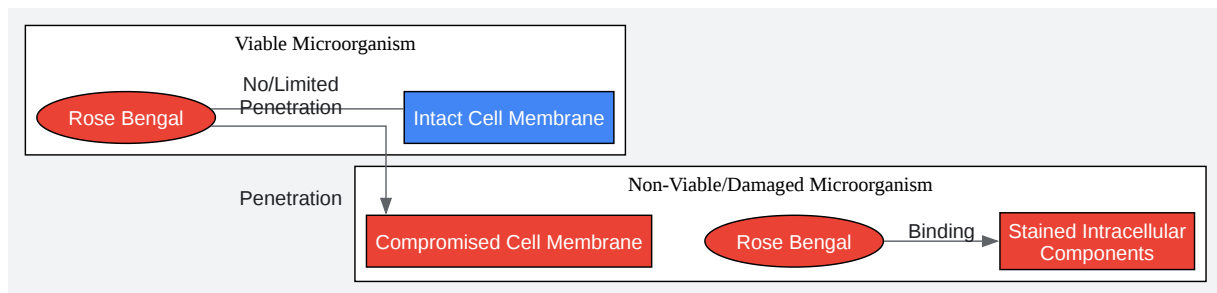 Viable Microorganism
No/Limited
Penetration
Rose Bengal
Intact Cell Membrane
Penetration
Non-Viable/Damaged Microorganism
Compromised Cell Membrane
Rose Bengal
Binding
Stained Intracellular
Components